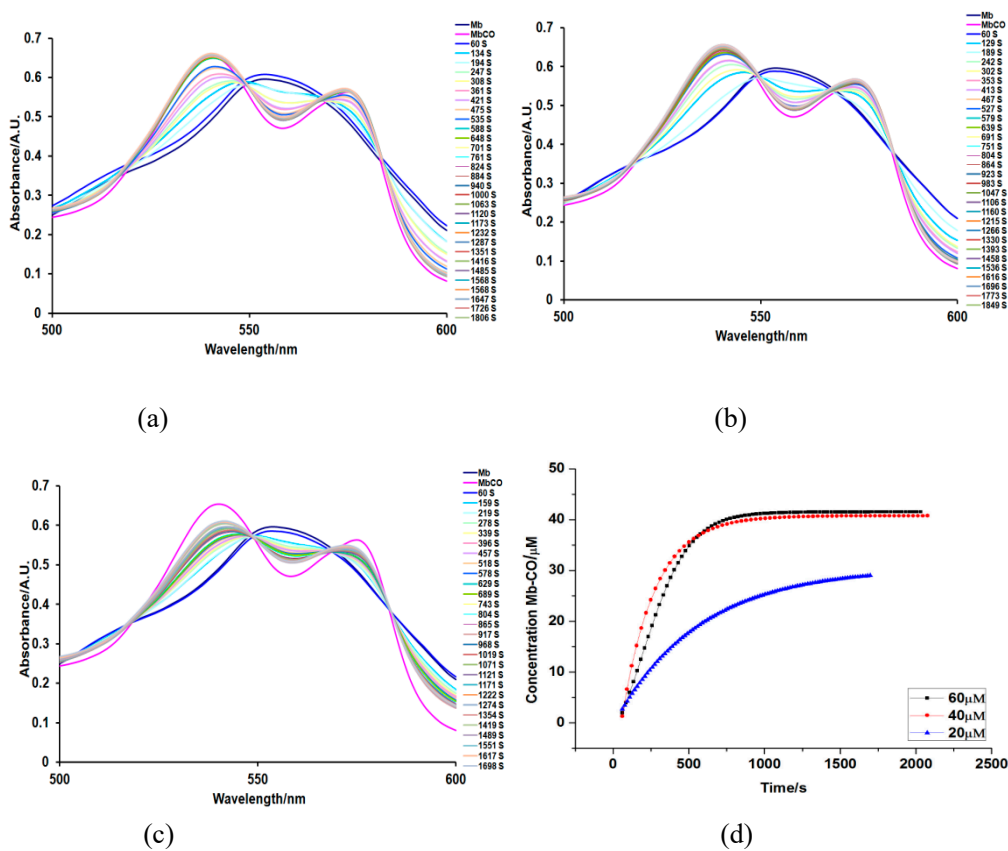 0.7
0.6
0.5
0.4
0.3
0.2
0.1
0
500
550
600
Absorbance/A.U.
Wavelength/nm
Mb
MbCO
60 S
134 S
194 S
247 S
308 S
361 S
421 S
475 S
535 S
588 S
648 S
701 S
761 S
824 S
884 S
940 S
1000 S
1063 S
1120 S
1173 S
1232 S
1287 S
1351 S
1416 S
1485 S
1568 S
1568 S
1647 S
1726 S
1806 S
(a)
0.7
0.6
0.5
0.4
0.3
0.2
0.1
0
500
550
600
Absorbance/A.U.
Wavelength/nm
Mb
MbCO
60 S
129 S
189 S
242 S
302 S
353 S
413 S
467 S
527 S
579 S
639 S
691 S
751 S
804 S
864 S
923 S
983 S
1047 S
1106 S
1160 S
1215 S
1266 S
1330 S
1393 S
1458 S
1536 S
1616 S
1696 S
1773 S
1849 S
(b)
0.7
0.6
0.5
0.4
0.3
0.2
0.1
0
500
550
600
Absorbance/A.U.
Wavelength/nm
Mb
MbCO
60 S
159 S
219 S
278 S
339 S
396 S
457 S
518 S
578 S
629 S
689 S
743 S
804 S
865 S
917 S
968 S
1019 S
1071 S
1121 S
1171 S
1222 S
1274 S
1354 S
1419 S
1489 S
1551 S
1617 S
1698 S
(c)
50
40
30
20
10
0
0
500
1000
1500
2000
2500
Concentration Mb-CO/µM
Time/s
60µM
40µM
20µM
(d)